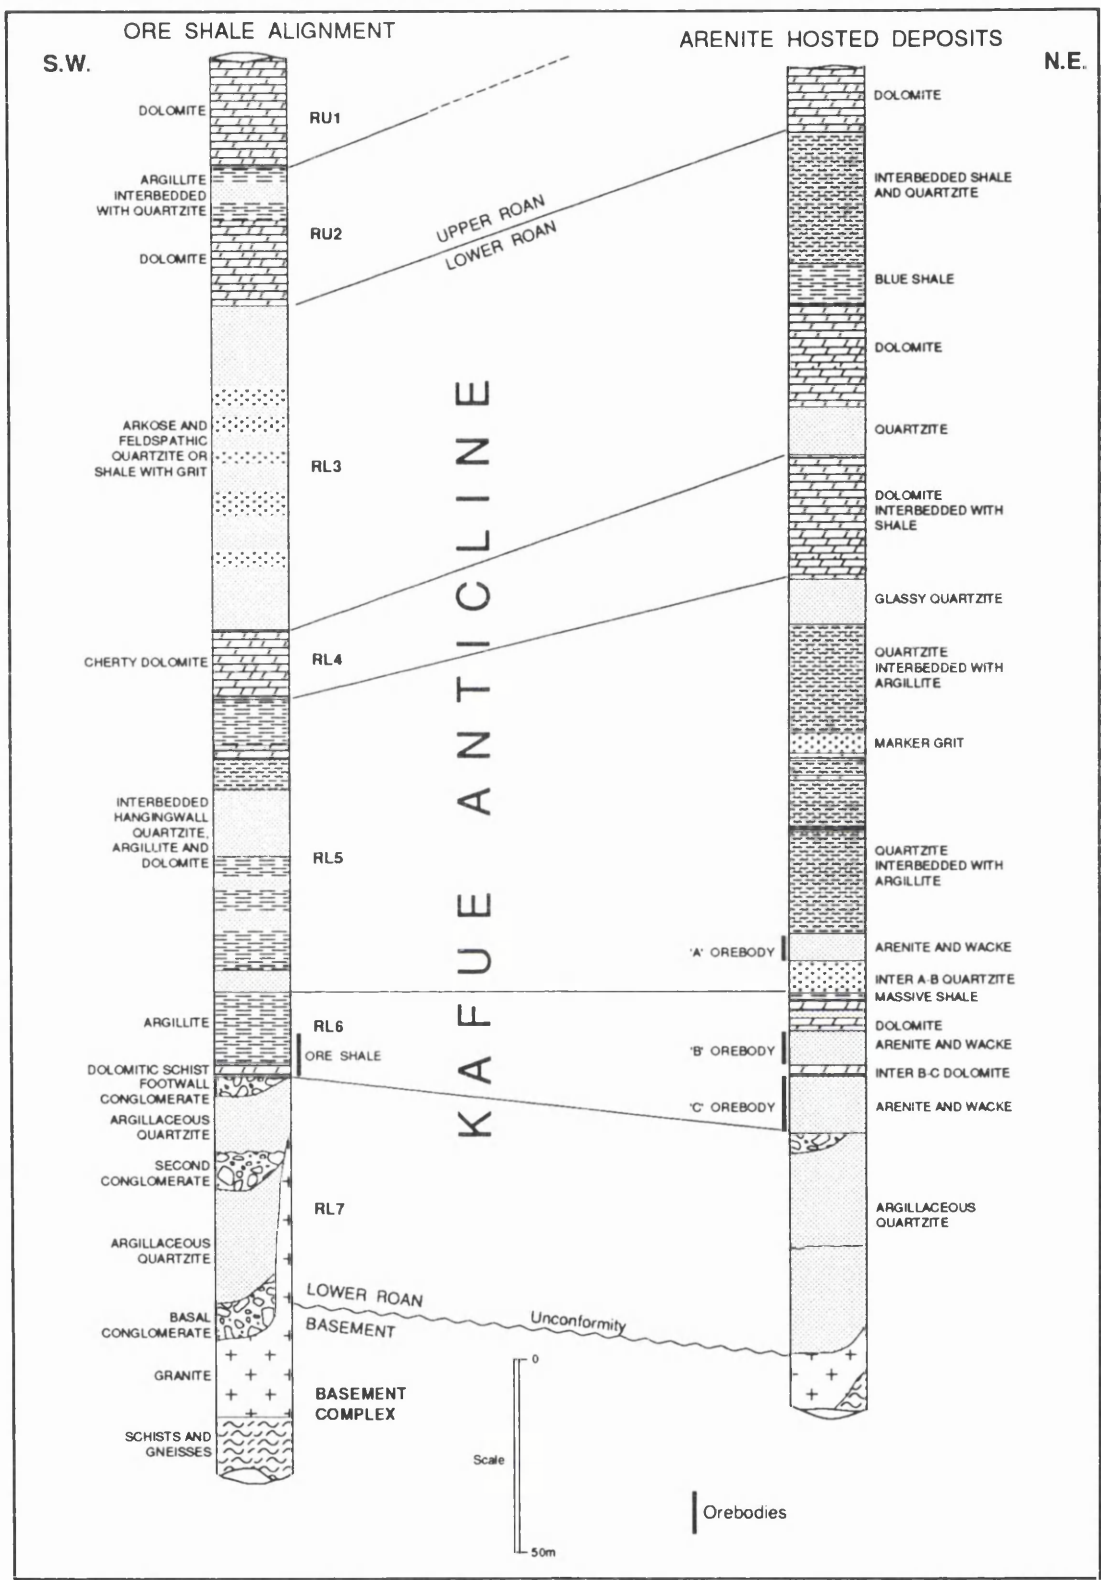 ORE SHALE ALIGNMENT
ARENITE HOSTED DEPOSITS
S.W.
N.E.
DOLOMITE
RU1
ARGILLITE
INTERBEDDED
WITH QUARTZITE
RU2
DOLOMITE
UPPER ROAN
LOWER ROAN
ARKOSE AND
FELDSPATHIC
QUARTZITE OR
SHALE WITH GRIT
RL3
CHERTY DOLOMITE
RL4
INTERBEDDED
HANGINGWALL
QUARTZITE,
ARGILLITE AND
DOLOMITE
RL5
ARGILLITE
RL6
ORE SHALE
DOLOMITIC SCHIST
FOOTWALL
CONGLOMERATE
ARGILLACEOUS
QUARTZITE
SECOND
CONGLOMERATE
RL7
ARGILLACEOUS
QUARTZITE
BASAL
CONGLOMERATE
LOWER ROAN
BASEMENT
Unconformity
GRANITE
BASEMENT
COMPLEX
SCHISTS AND
GNEISSES
KAFUE ANTICLINE
DOLOMITE
INTERBEDDED SHALE
AND QUARTZITE
BLUE SHALE
DOLOMITE
QUARTZITE
DOLOMITE
INTERBEDDED WITH
SHALE
GLASSY QUARTZITE
QUARTZITE
INTERBEDDED WITH
ARGILLITE
MARKER GRIT
QUARTZITE
INTERBEDDED WITH
ARGILLITE
'A' OREBODY
ARENITE AND WACKE
INTER A-B QUARTZITE
MASSIVE SHALE
DOLOMITE
'B' OREBODY
ARENITE AND WACKE
INTER B-C DOLOMITE
'C' OREBODY
ARENITE AND WACKE
ARGILLACEOUS
QUARTZITE
0
Scale
50m
Orebodies